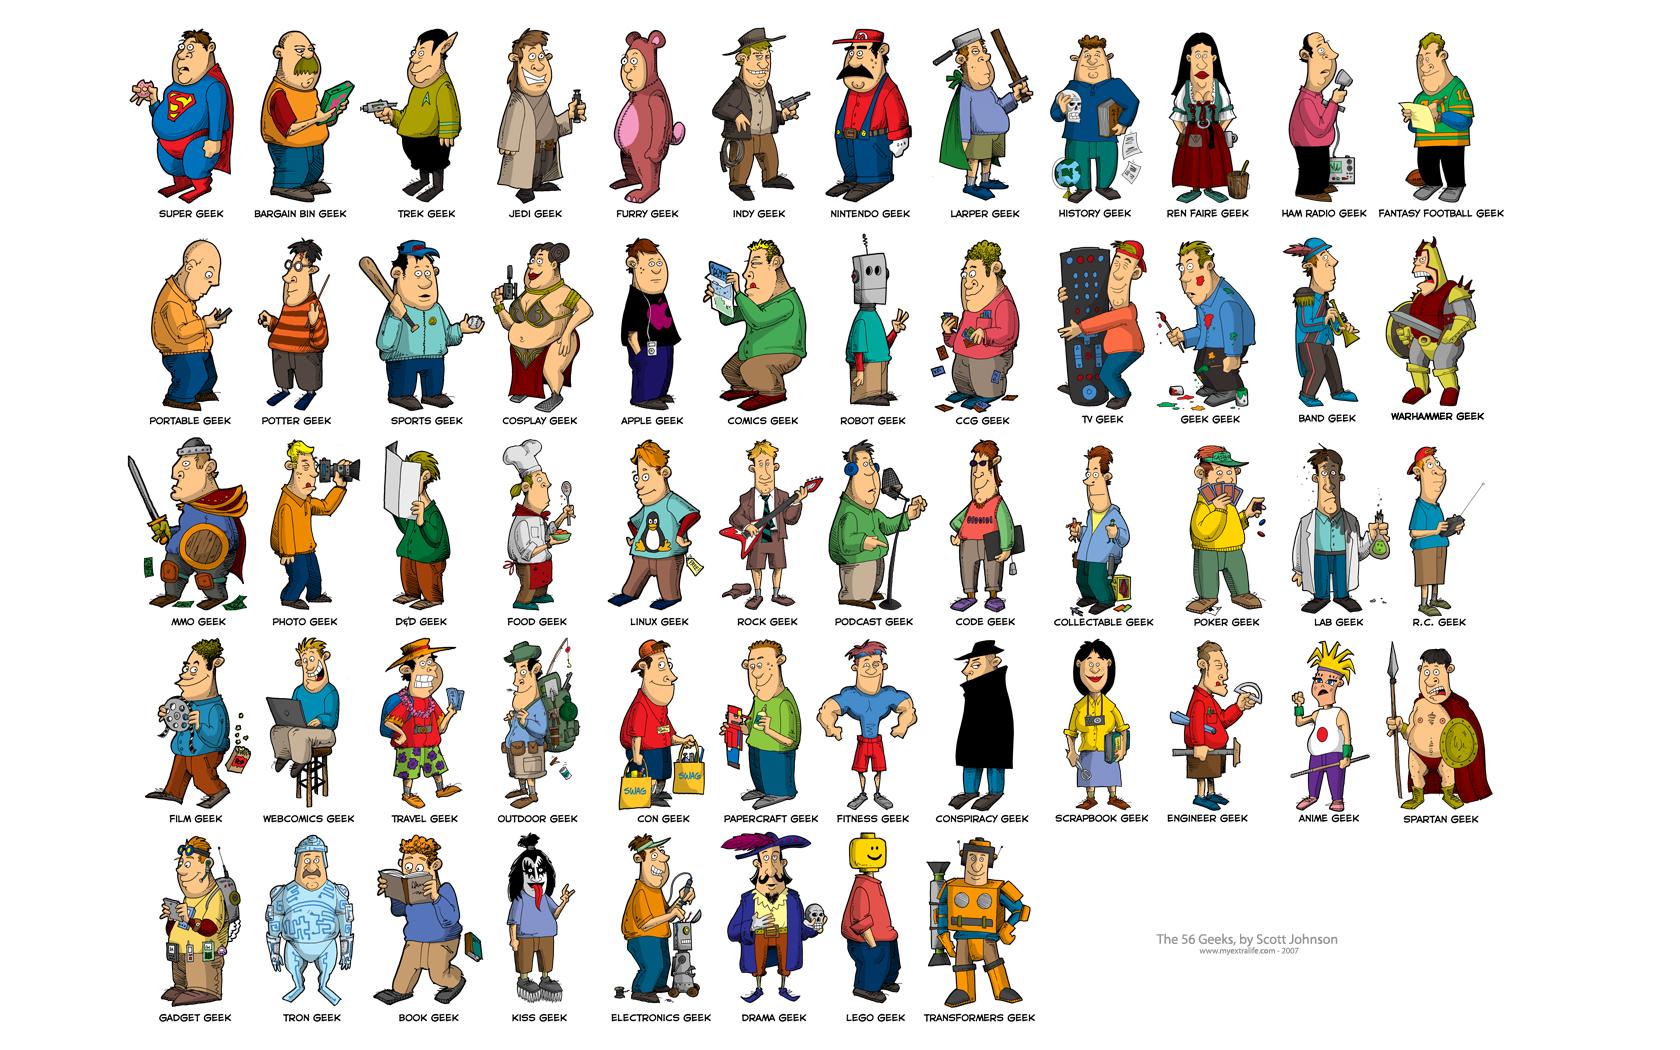 SUPER GEEK
BARGAIN BIN GEEK
TREK GEEK
JEDI GEEK
FURRY GEEK
INDY GEEK
NINTENDO GEEK
LARPER GEEK
HISTORY GEEK
REN FAIRE GEEK
HAM RADIO GEEK
FANTASY FOOTBALL GEEK
PORTABLE GEEK
POTTER GEEK
SPORTS GEEK
COSPLAY GEEK
APPLE GEEK
COMICS GEEK
ROBOT GEEK
CCG GEEK
TV GEEK
GEEK GEEK
BAND GEEK
WARHAMMER GEEK
MMO GEEK
PHOTO GEEK
D&D GEEK
FOOD GEEK
LINUX GEEK
ROCK GEEK
PODCAST GEEK
CODE GEEK
COLLECTABLE GEEK
POKER GEEK
LAB GEEK
R.C. GEEK
SWAG
SWAG
FILM GEEK
WEBCOMICS GEEK
TRAVEL GEEK
OUTDOOR GEEK
CON GEEK
PAPERCRAFT GEEK
FITNESS GEEK
CONSPIRACY GEEK
SCRAPBOOK GEEK
ENGINEER GEEK
ANIME GEEK
SPARTAN GEEK
GADGET GEEK
TRON GEEK
BOOK GEEK
KISS GEEK
ELECTRONICS GEEK
DRAMA GEEK
LEGO GEEK
TRANSFORMERS GEEK
The 56 Geeks, by Scott Johnson
www.myextralife.com - 2007